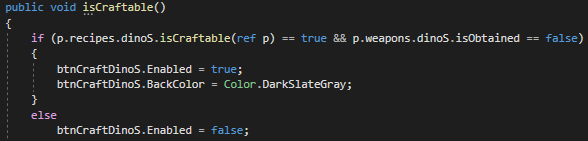 public void isCraftable()
{
if (p.recipes.dinoS.isCraftable(ref p) == true && p.weapons.dinoS.isObtained == false)
{
btnCraftDinoS.Enabled = true;
btnCraftDinoS.BackColor = Color.DarkSlateGray;
}
else
btnCraftDinoS.Enabled = false;